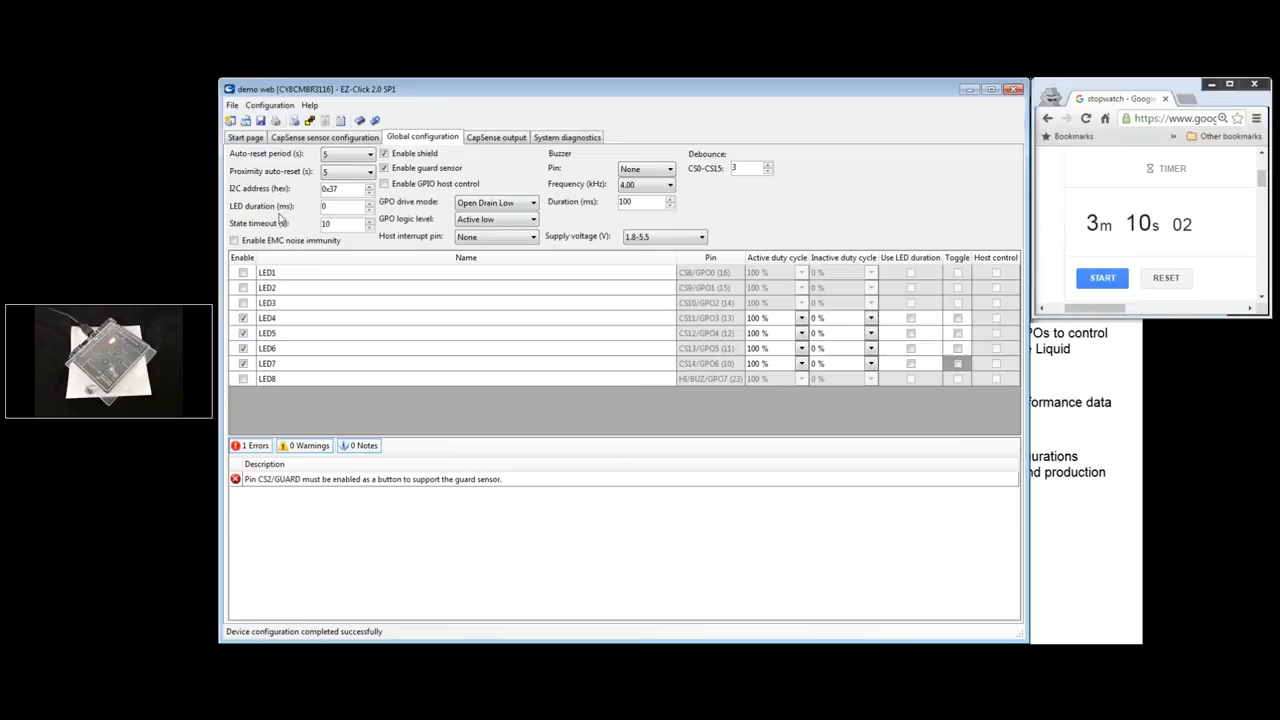 demo web [CY8CMBR3116] - EZ-Click 2.0 SP1
File Configuration Help
Start page CapSense sensor configuration Global configuration CapSense output System diagnostics
Auto-reset period (s): 5 Enable shield Buzzer Debounce:
Proximity auto-reset (s): 5 Enable guard sensor Pin: None CS0-CS15: 3
I2C address (hex): 0x37 Enable GPIO host control Frequency (kHz): 4.00
LED duration (ms): 0 GPO drive mode: Open Drain Low Duration (ms): 100
State timeout (s): 10 GPO logic level: Active low
Enable EMC noise immunity Host interrupt pin: None Supply voltage (V): 1.8-5.5
Enable Name Pin Active duty cycle Inactive duty cycle Use LED duration Toggle Host control
LED1 CS8/GPO0 (16) 100 % 0 %
LED2 CS9/GPO1 (15) 100 % 0 %
LED3 CS10/GPO2 (14) 100 % 0 %
LED4 CS11/GPO3 (13) 100 % 0 %
LED5 CS12/GPO4 (12) 100 % 0 %
LED6 CS13/GPO5 (11) 100 % 0 %
LED7 CS14/GPO6 (10) 100 % 0 %
LED8 HI/BUZ/GPO7 (23) 100 % 0 %
1 Errors 0 Warnings 0 Notes
Description
Pin CS2/GUARD must be enabled as a button to support the guard sensor.
Device configuration completed successfully
stopwatch - Google
https://www.goog
Bookmarks » Other bookmarks
TIMER
3m 10s 02
START RESET
POs to control
Liquid
formance data
urations
nd production